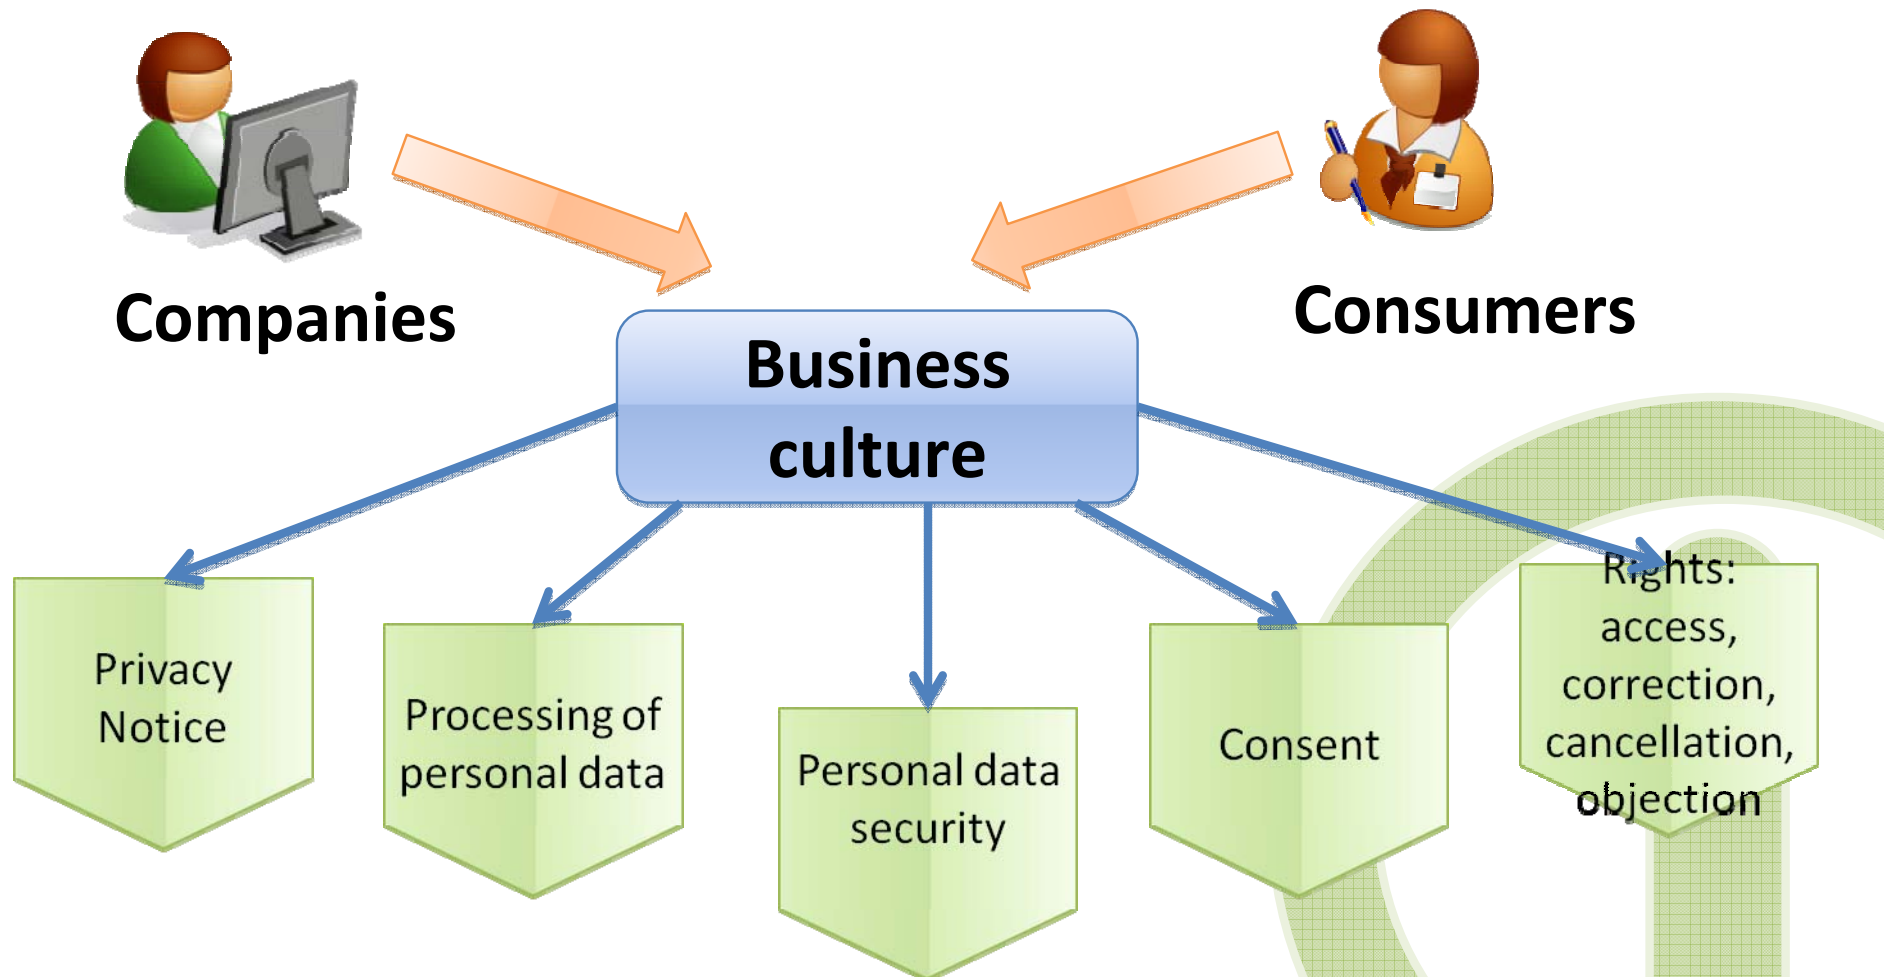 Companies
Consumers
Business
culture
Privacy
Notice
Processing of
personal data
Personal data
security
Consent
Rights:
access,
correction,
cancellation,
objection